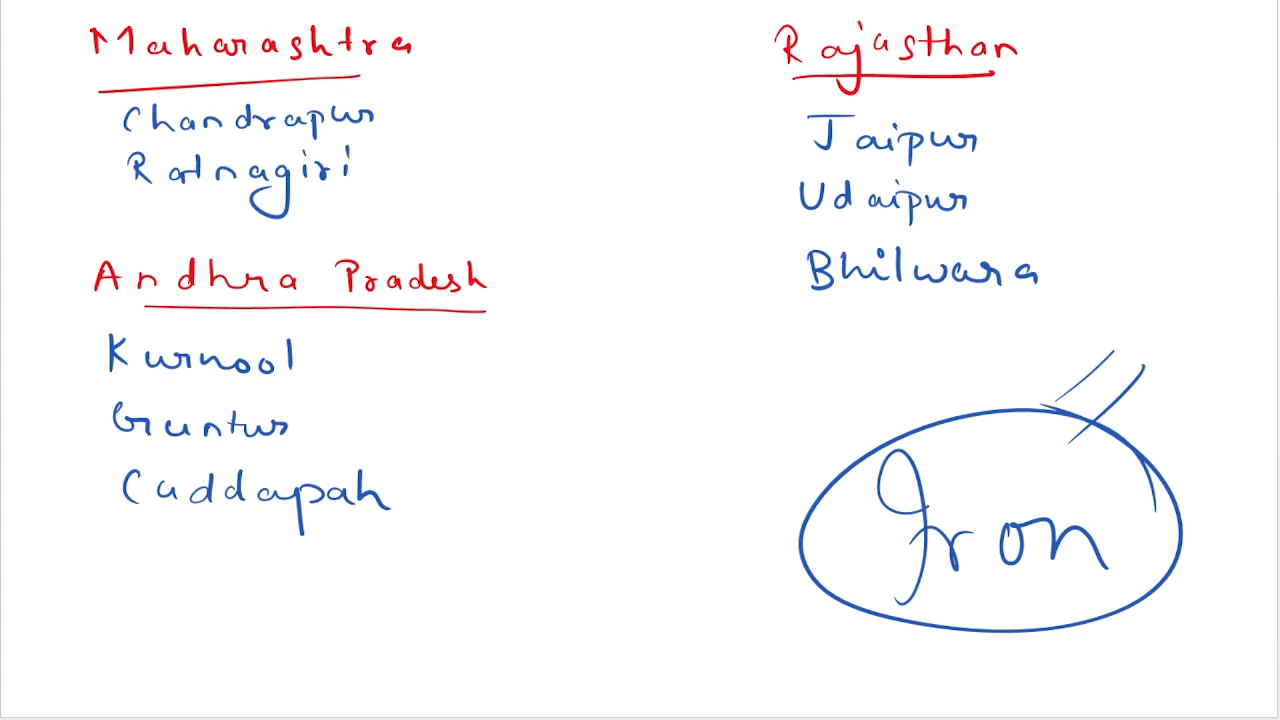 Maharashtra
Chandrapur
Ratnagiri
Andhra Pradesh
Kurnool
Guntur
Cuddapah
Rajasthan
Jaipur
Udaipur
Bhilwara
Iron